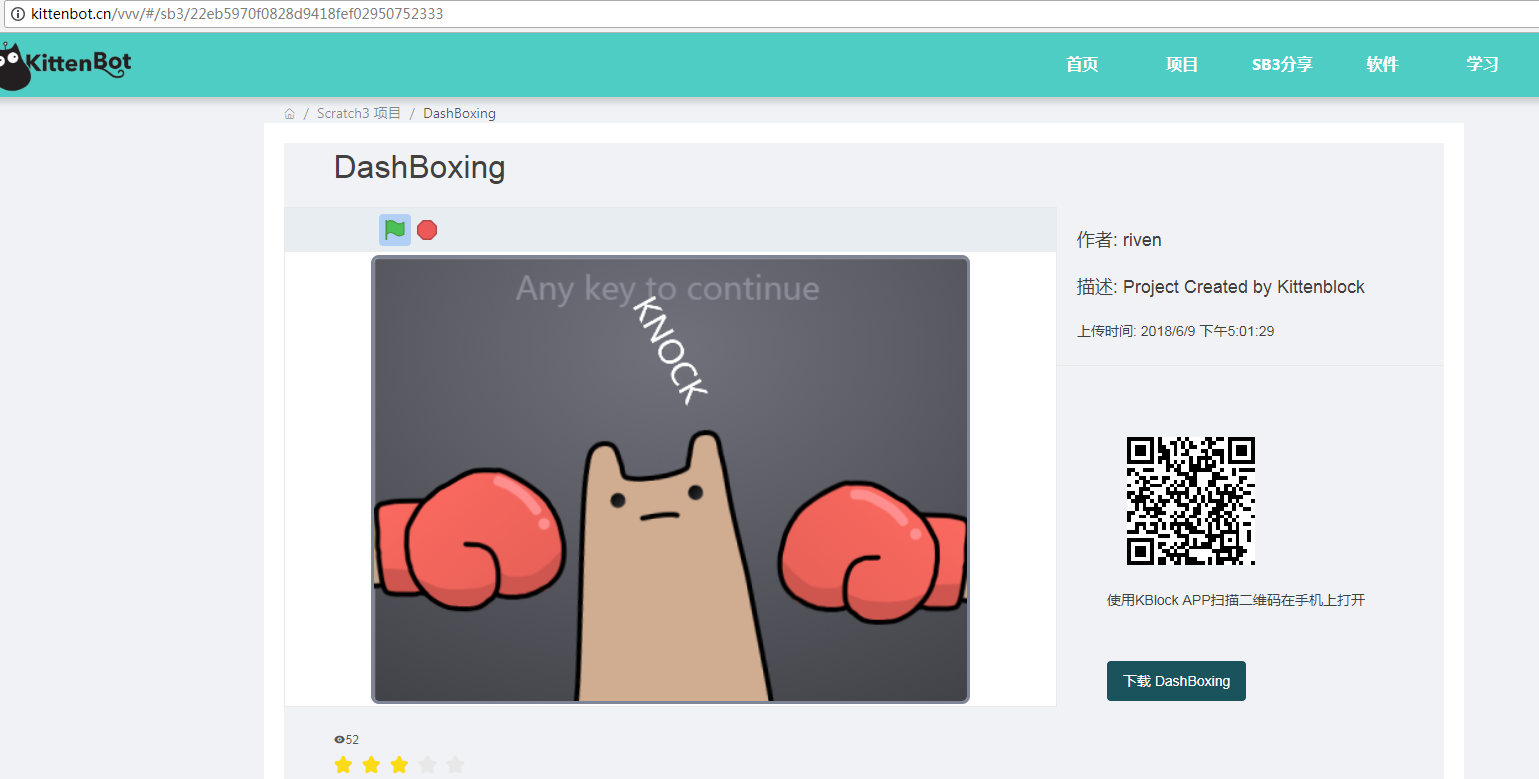 kittenbot.cn/vvv/#/sb3/22eb5970f0828d9418fef02950752333
KittenBot
首页 项目 SB3分享 软件 学习
/ Scratch3 项目 / DashBoxing
DashBoxing
Any key to continue
KNOCK
作者: riven
描述: Project Created by Kittenblock
上传时间: 2018/6/9 下午5:01:29
使用KBlock APP扫描二维码在手机上打开
下载 DashBoxing
52